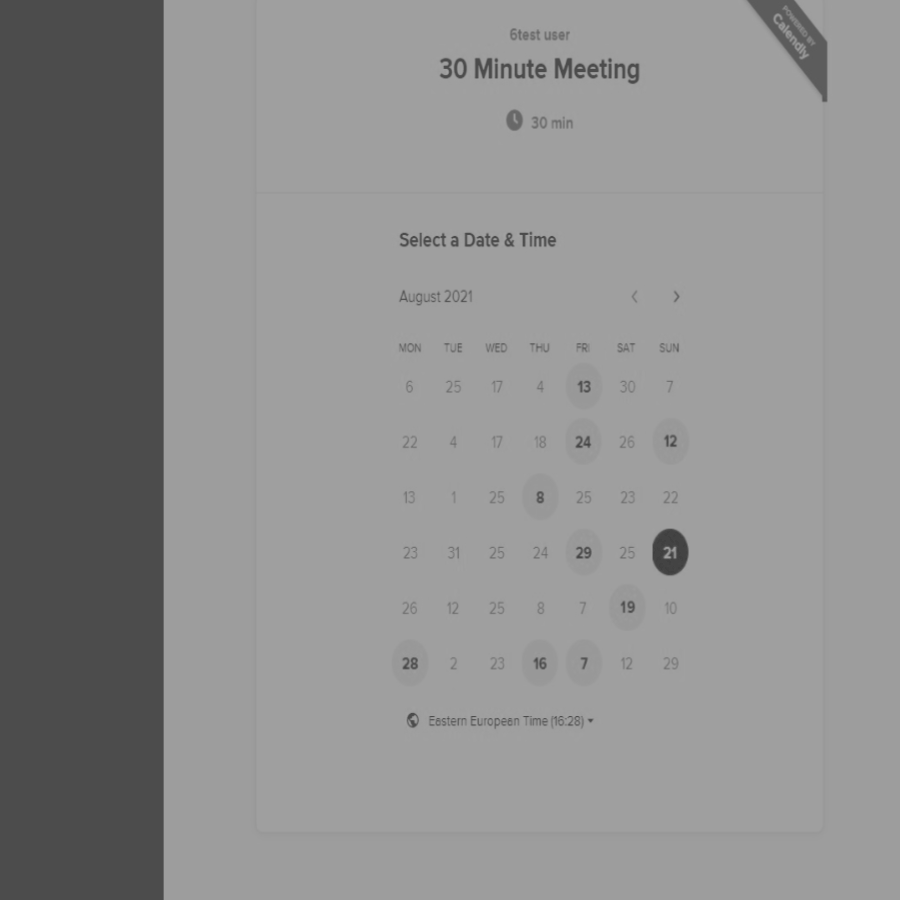 POWERED BY
Calendly
6test user
30 Minute Meeting
30 min
Select a Date & Time
August 2021
MON TUE WED THU FRI SAT SUN
6 25 17 4 13 30 7
22 4 17 18 24 26 12
13 1 25 8 25 23 22
23 31 25 24 29 25 21
26 12 25 8 7 19 10
28 2 23 16 7 12 29
Eastern European Time (16:28)